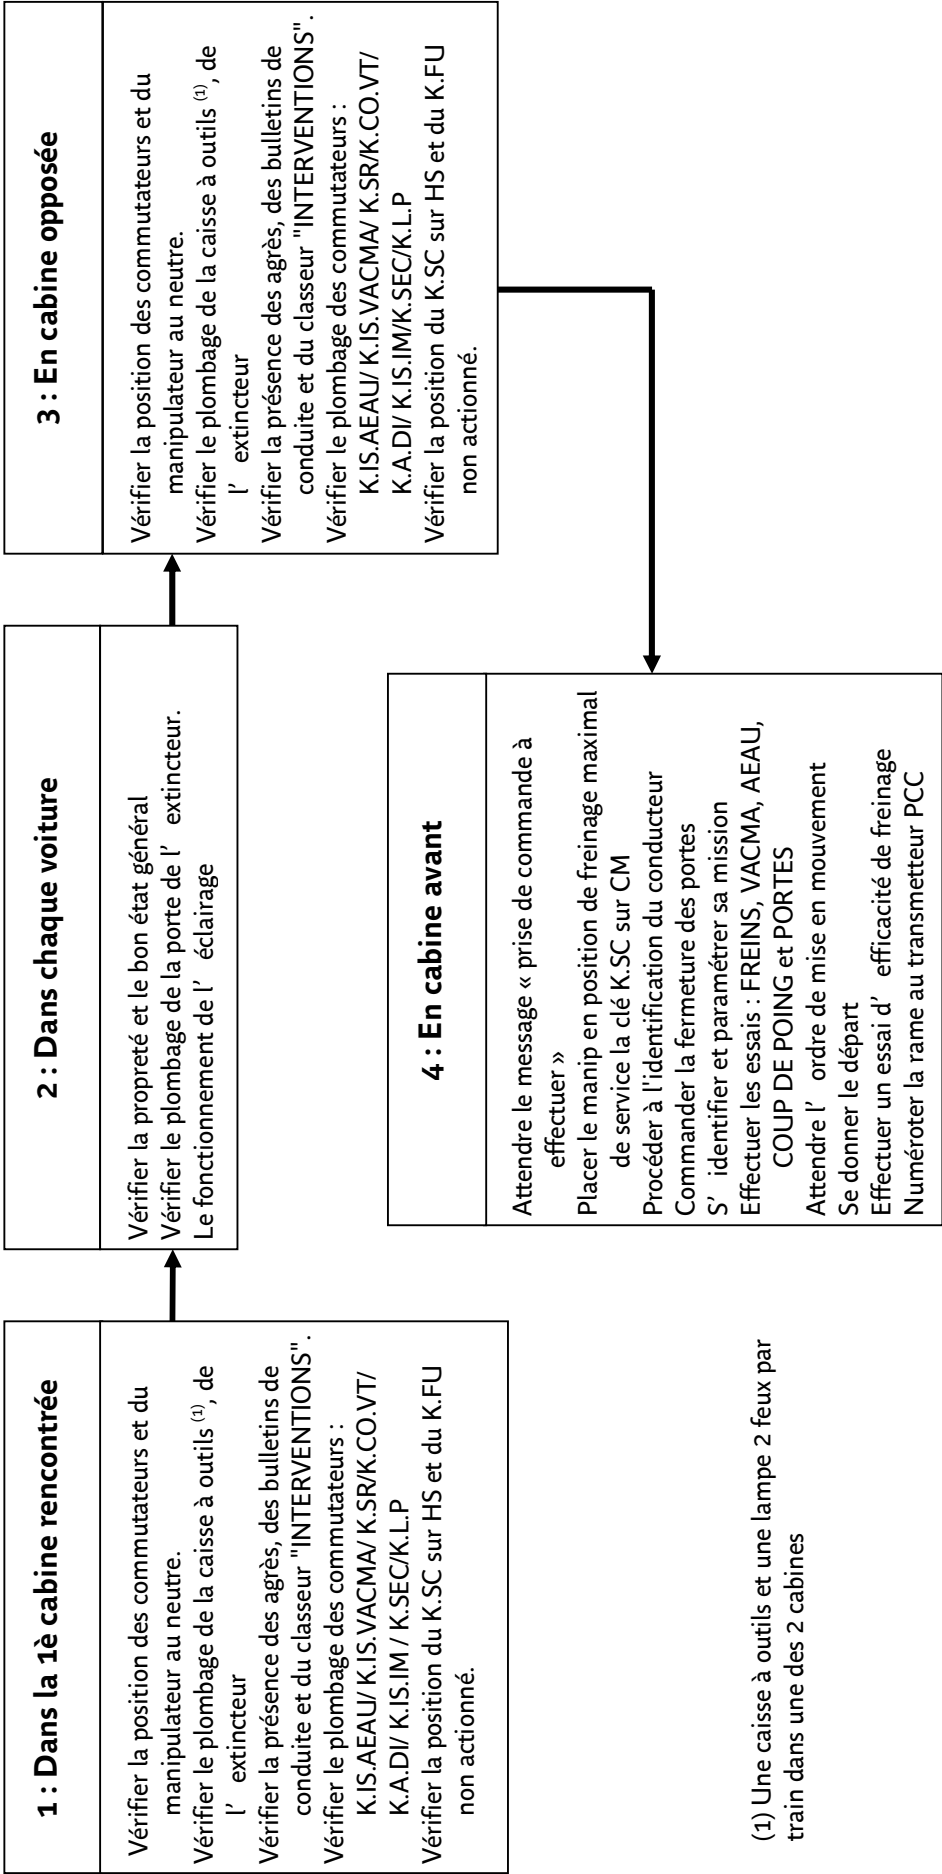 1 : Dans la 1è cabine rencontrée
Vérifier la position des commutateurs et du
manipulateur au neutre.
Vérifier le plombage de la caisse à outils (1), de
l’ extincteur
Vérifier la présence des agrès, des bulletins de
conduite et du classeur "INTERVENTIONS".
Vérifier le plombage des commutateurs :
K.IS.AEAU/ K.IS.VACMA/ K.SR/K.CO.VT/
K.A.DI/ K.IS.IM / K.SEC/K.L.P
Vérifier la position du K.SC sur HS et du K.FU
non actionné.
2 : Dans chaque voiture
Vérifier la propreté et le bon état général
Vérifier le plombage de la porte de l’ extincteur.
Le fonctionnement de l’ éclairage
3 : En cabine opposée
Vérifier la position des commutateurs et du
manipulateur au neutre.
Vérifier le plombage de la caisse à outils (1), de
l’ extincteur
Vérifier la présence des agrès, des bulletins de
conduite et du classeur "INTERVENTIONS".
Vérifier le plombage des commutateurs :
K.IS.AEAU/ K.IS.VACMA/ K.SR/K.CO.VT/
K.A.DI/ K.IS.IM/K.SEC/K.L.P
Vérifier la position du K.SC sur HS et du K.FU
non actionné.
4 : En cabine avant
Attendre le message « prise de commande à
effectuer »
Placer le manip en position de freinage maximal
de service la clé K.SC sur CM
Procéder à l'identification du conducteur
Commander la fermeture des portes
S’ identifier et paramétrer sa mission
Effectuer les essais : FREINS, VACMA, AEAU,
COUP DE POING et PORTES
Attendre l’ ordre de mise en mouvement
Se donner le départ
Effectuer un essai d’ efficacité de freinage
Numéroter la rame au transmetteur PCC
(1) Une caisse à outils et une lampe 2 feux par
train dans une des 2 cabines